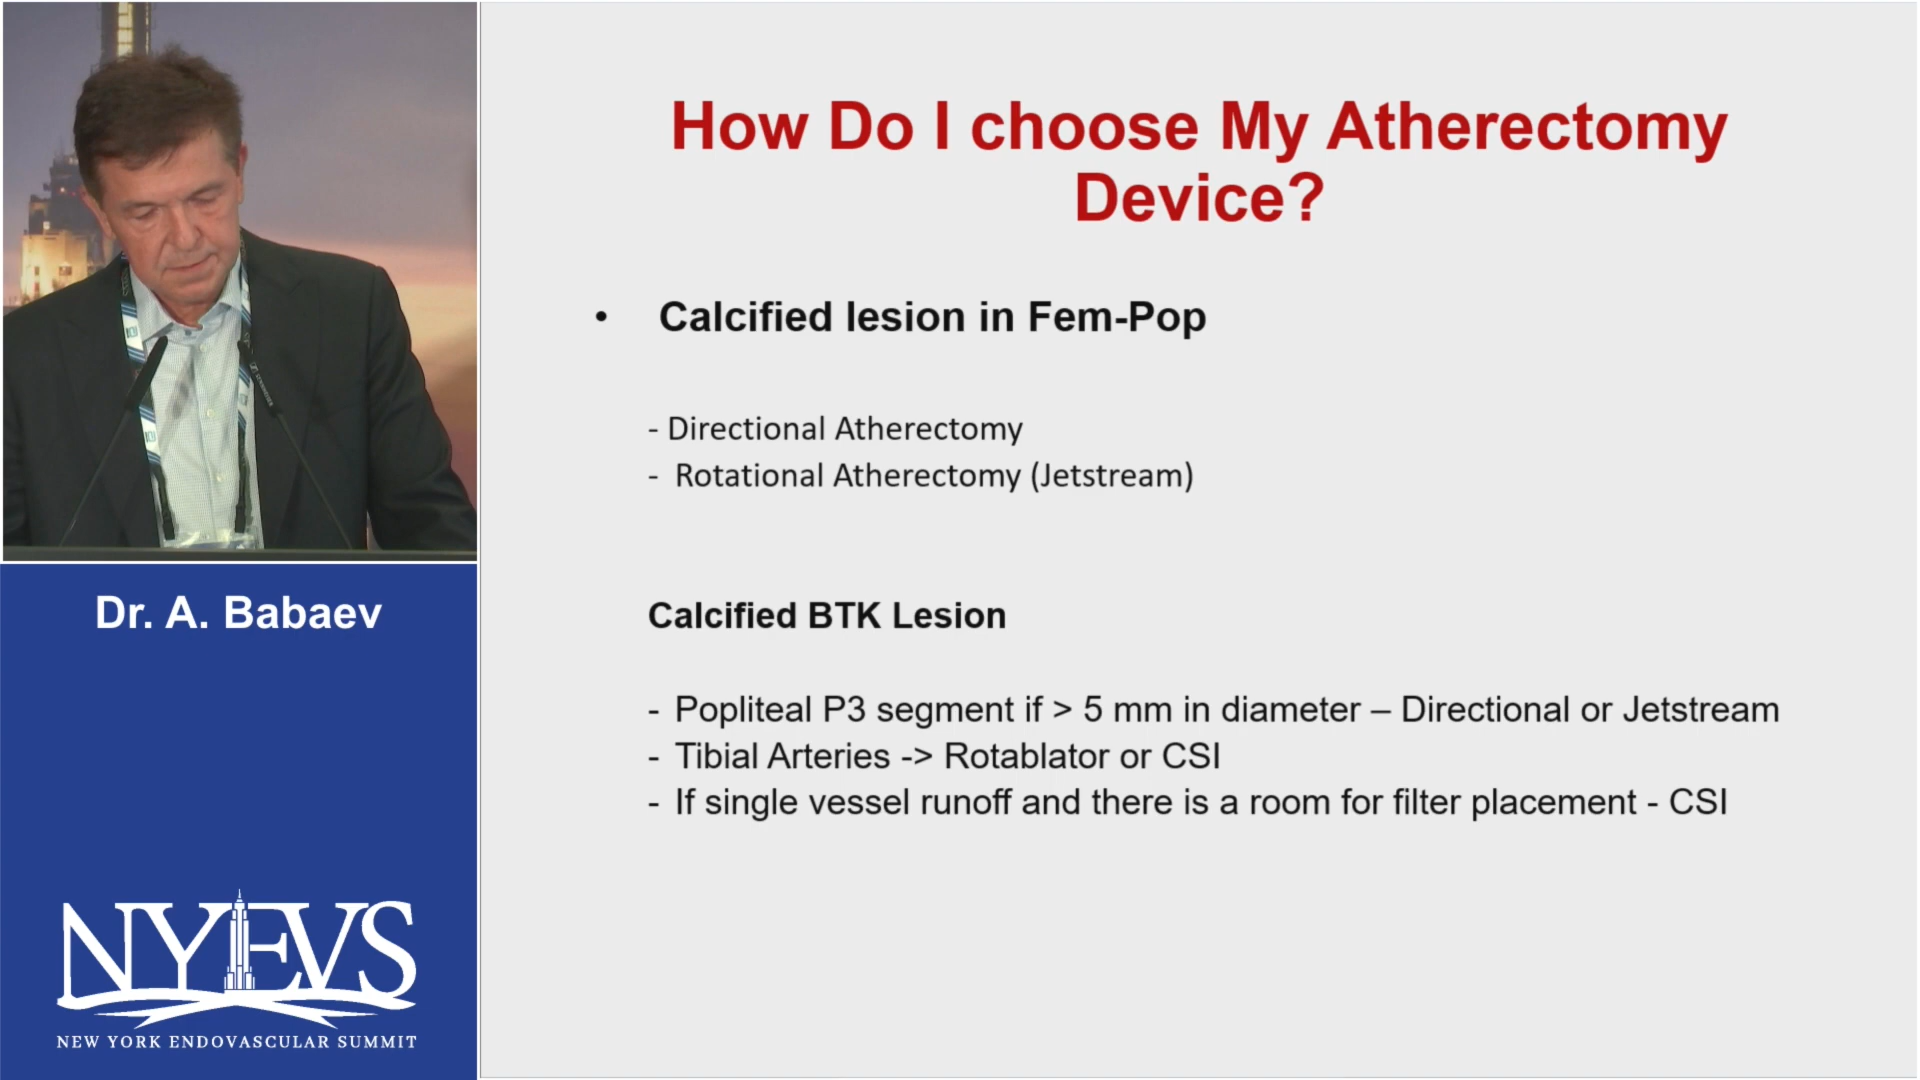 How Do I choose My Atherectomy
Device?
• Calcified lesion in Fem-Pop
- Directional Atherectomy
- Rotational Atherectomy (Jetstream)
Calcified BTK Lesion
- Popliteal P3 segment if > 5 mm in diameter – Directional or Jetstream
- Tibial Arteries -> Rotablator or CSI
- If single vessel runoff and there is a room for filter placement - CSI
Dr. A. Babaev
NYEVS
NEW YORK ENDOVASCULAR SUMMIT